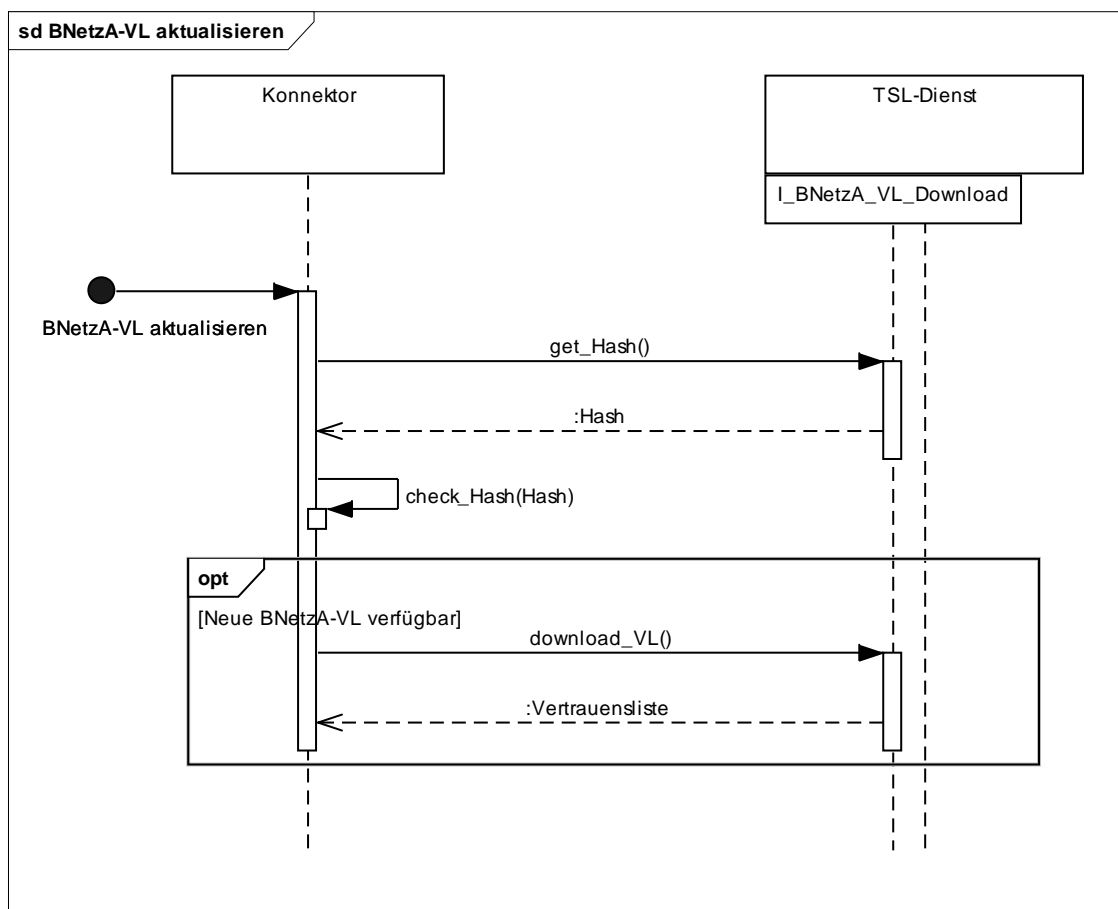 sd BNetzA-VL aktualisieren
Konnektor
TSL-Dienst
I_BNetzA_VL_Download
BNetzA-VL aktualisieren
get_Hash()
:Hash
check_Hash(Hash)
opt
[Neue BNetzA-VL verfügbar]
download_VL()
:Vertrauensliste